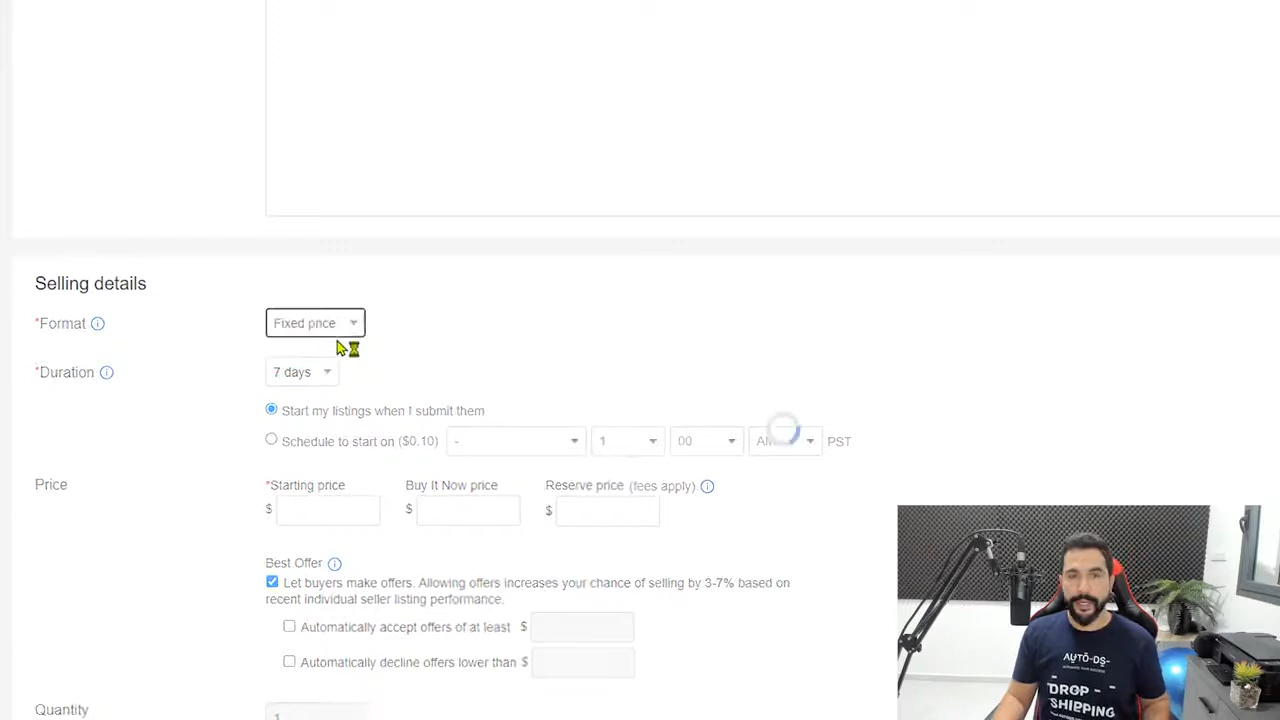 Selling details
*Format
Fixed price
*Duration
7 days
Start my listings when I submit them
Schedule to start on ($0.10) - 1 00 AM PST
Price
*Starting price Buy It Now price Reserve price (fees apply)
$ $ $
Best Offer
Let buyers make offers. Allowing offers increases your chance of selling by 3-7% based on
recent individual seller listing performance.
Automatically accept offers of at least $
Automatically decline offers lower than $
Quantity
1
AUTO-DS-
DROP
SHIPPING